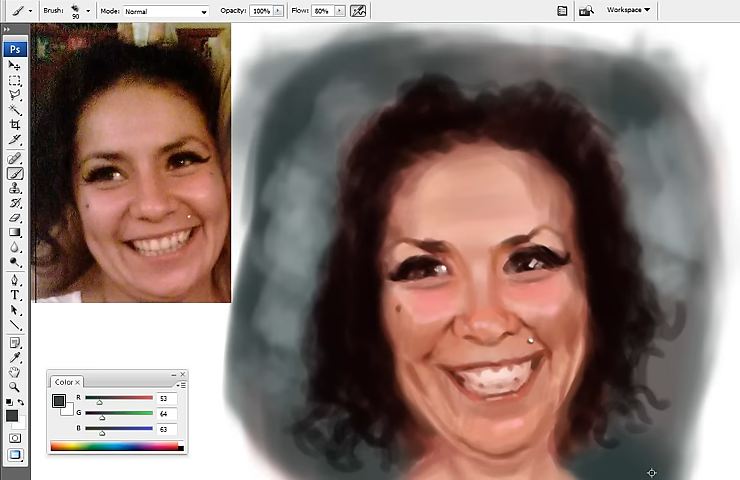 Brush: 90 Mode: Normal Opacity: 100% Flow: 80% Workspace
Ps
T
Color
R 53
G 64
B 63